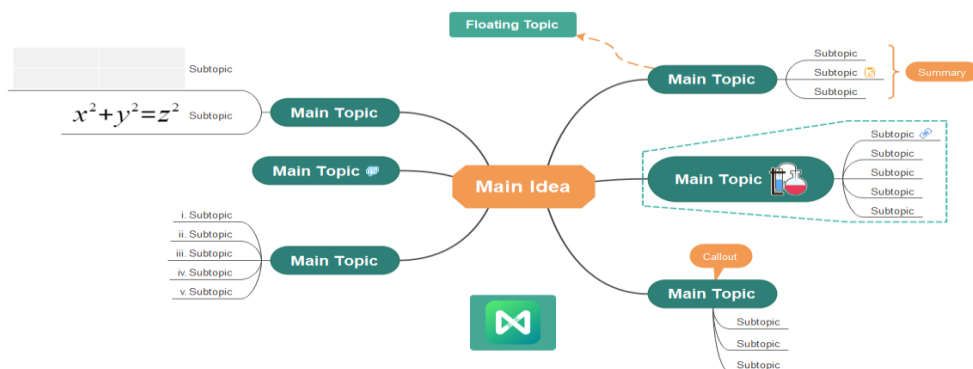 Floating Topic
Main Topic
Subtopic
Subtopic
Subtopic
Summary
Subtopic
x²+y²=z²
Subtopic
Main Topic
Main Topic
Main Idea
Main Topic
Subtopic
Subtopic
Subtopic
Subtopic
Subtopic
i. Subtopic
ii. Subtopic
iii. Subtopic
iv. Subtopic
v. Subtopic
Main Topic
Callout
Main Topic
Subtopic
Subtopic
Subtopic